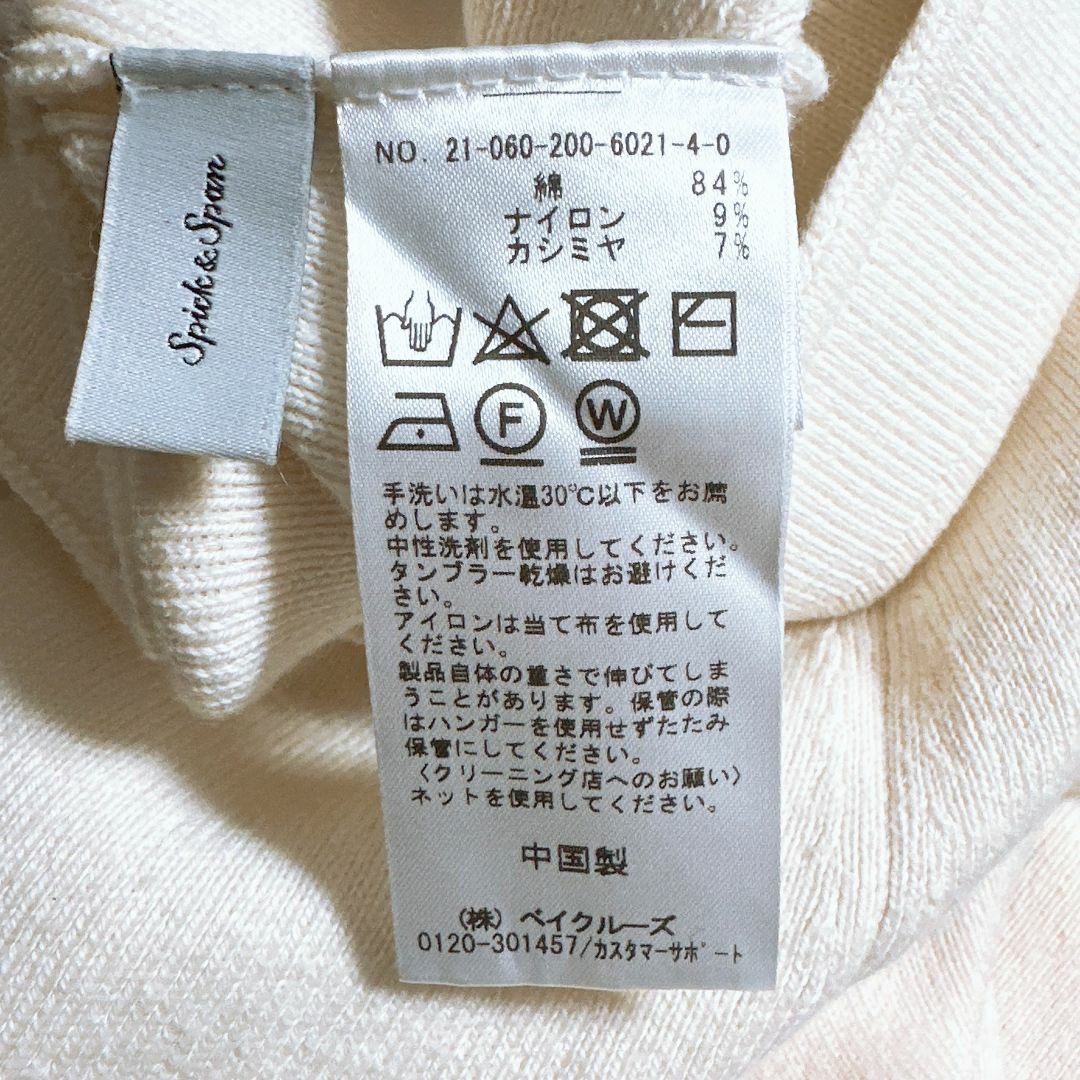 Spick & Span
NO. 21-060-200-6021-4-0
綿 84%
ナイロン 9%
カシミヤ 7%
F
W
手洗いは水温30℃以下をお薦
めします。
中性洗剤を使用してください。
タンブラー乾燥はお避けくだ
さい。
アイロンは当て布を使用して
ください。
製品自体の重さで伸びてしま
うことがあります。保管の際
はハンガーを使用せずたたみ
保管にしてください。
〈クリーニング店へのお願い〉
ネットを使用してください。
中国製
(株) ベイクルーズ
0120-301457/カスタマーサポート